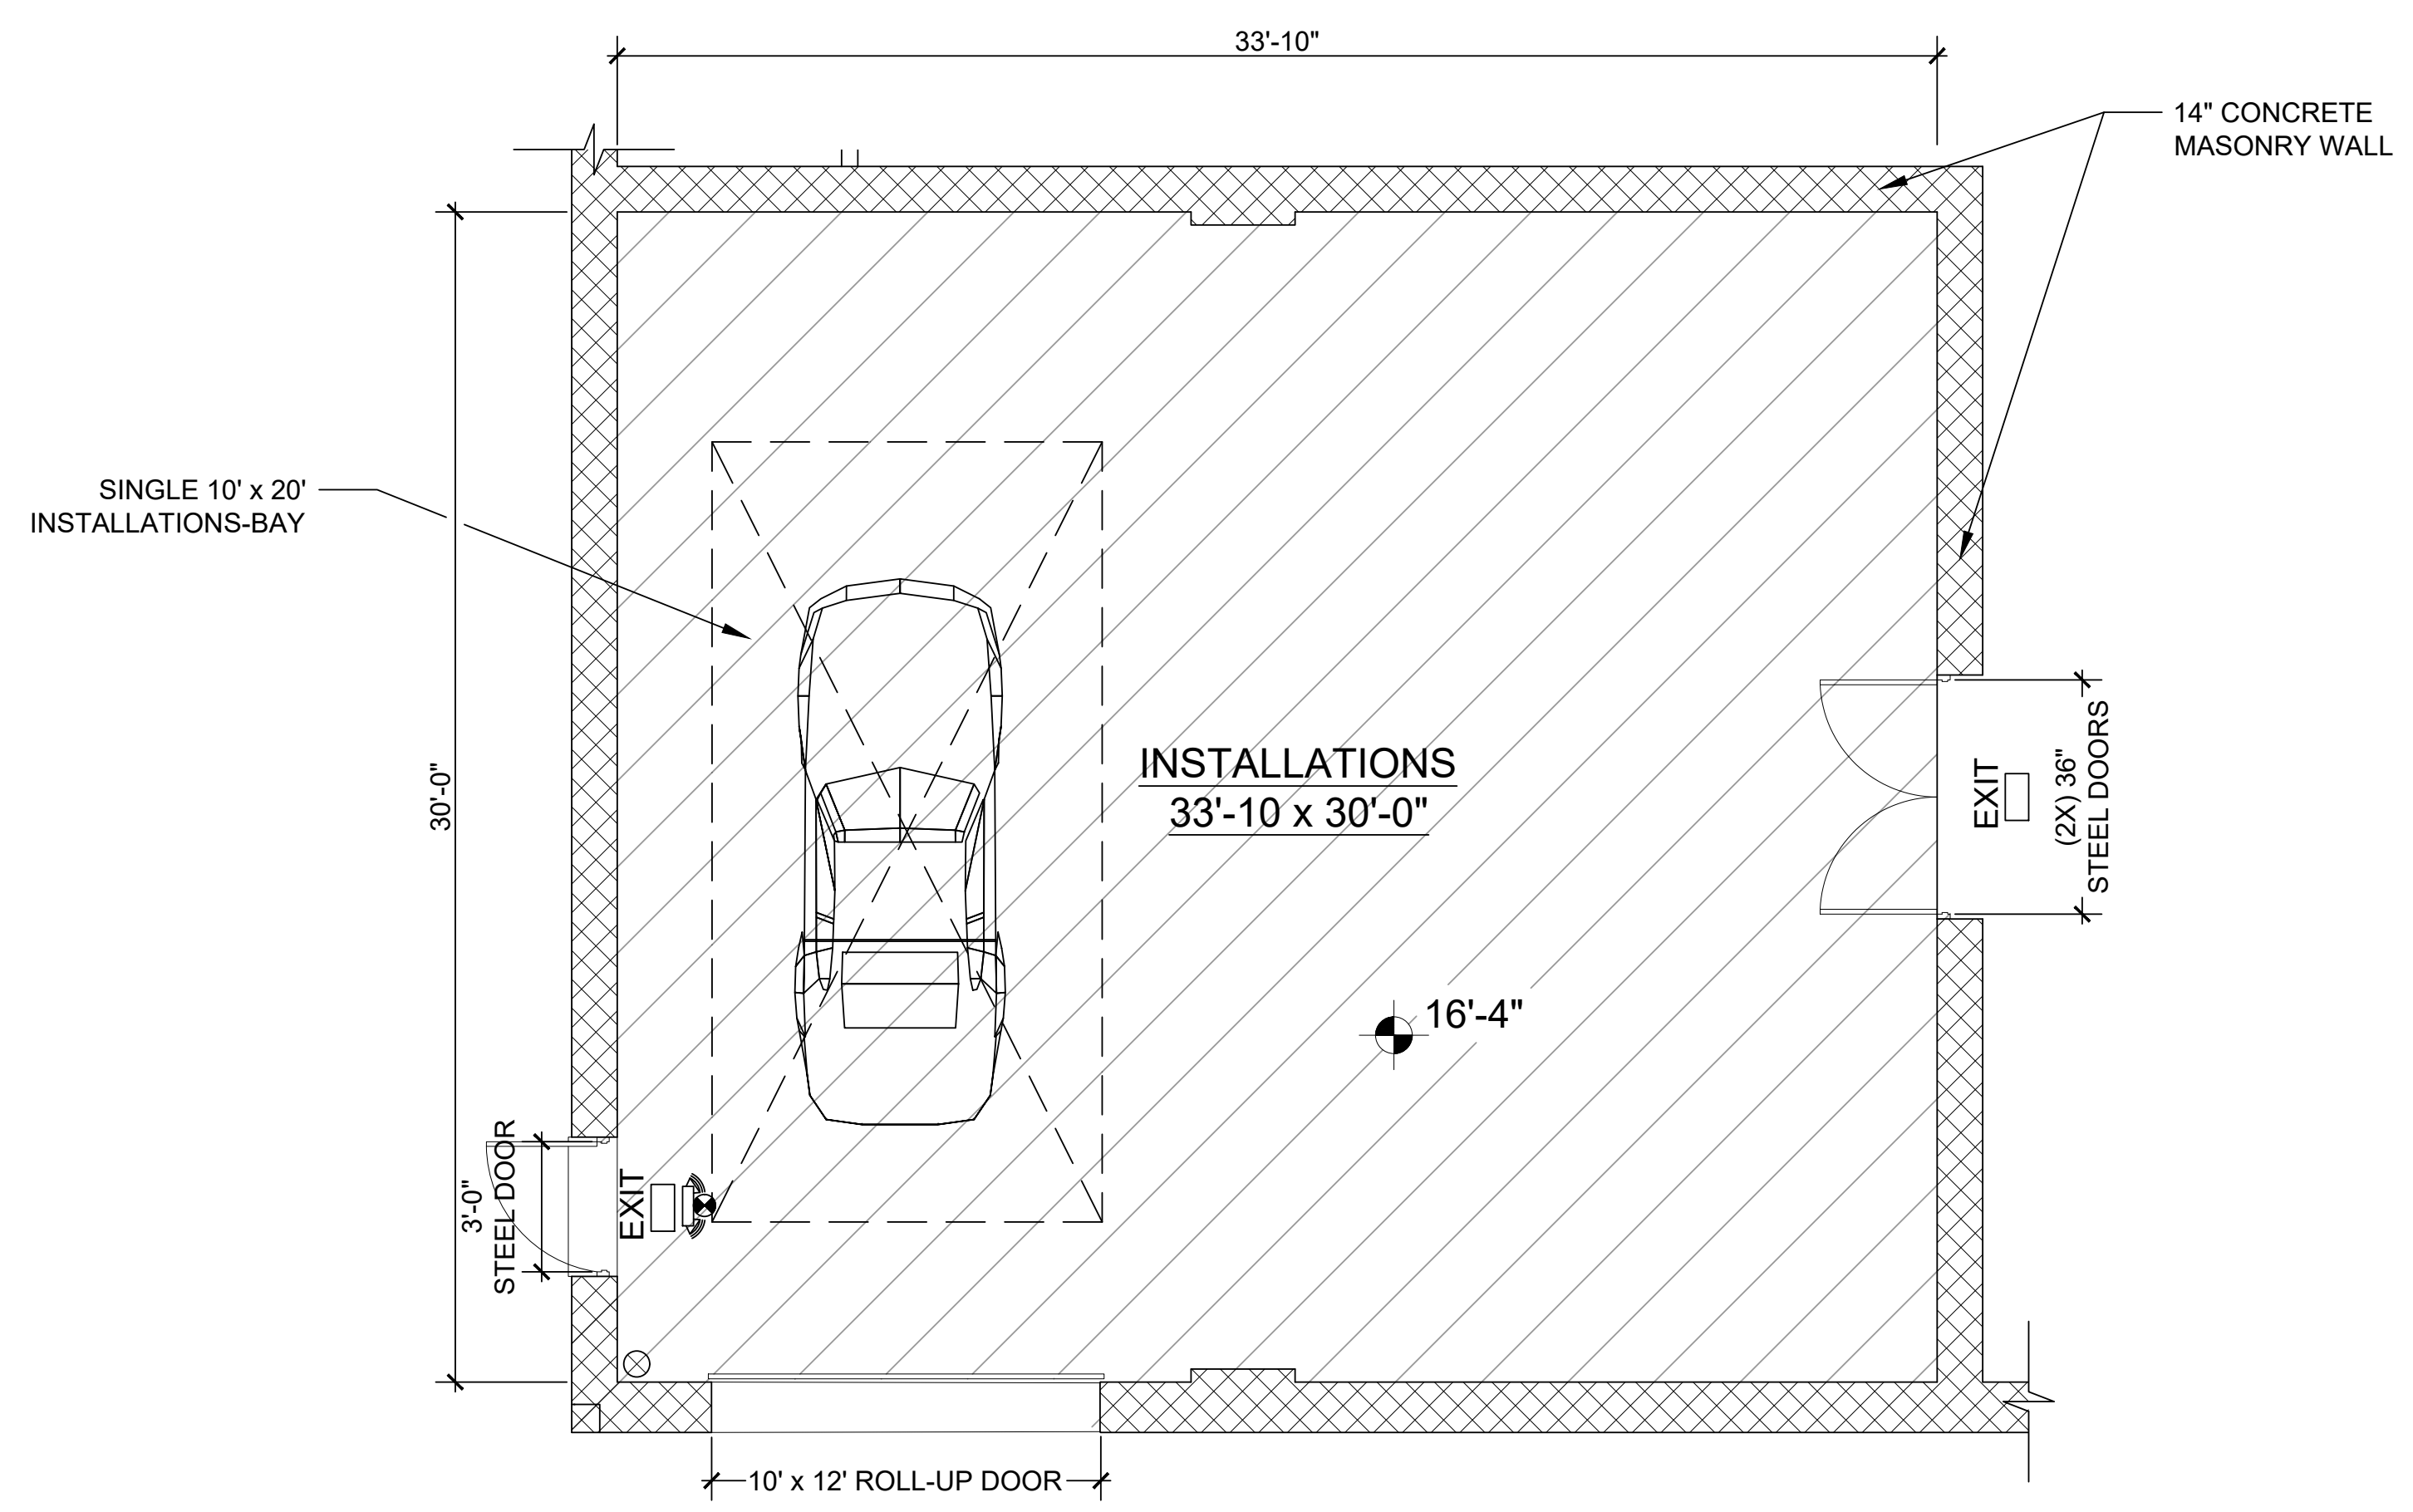 33'-10"
14" CONCRETE
MASONRY WALL
SINGLE 10' x 20'
INSTALLATIONS-BAY
30'-0"
INSTALLATIONS
33'-10 x 30'-0"
EXIT
(2X) 36"
STEEL DOORS
16'-4"
3'-0"
STEEL DOOR
EXIT
10' x 12' ROLL-UP DOOR